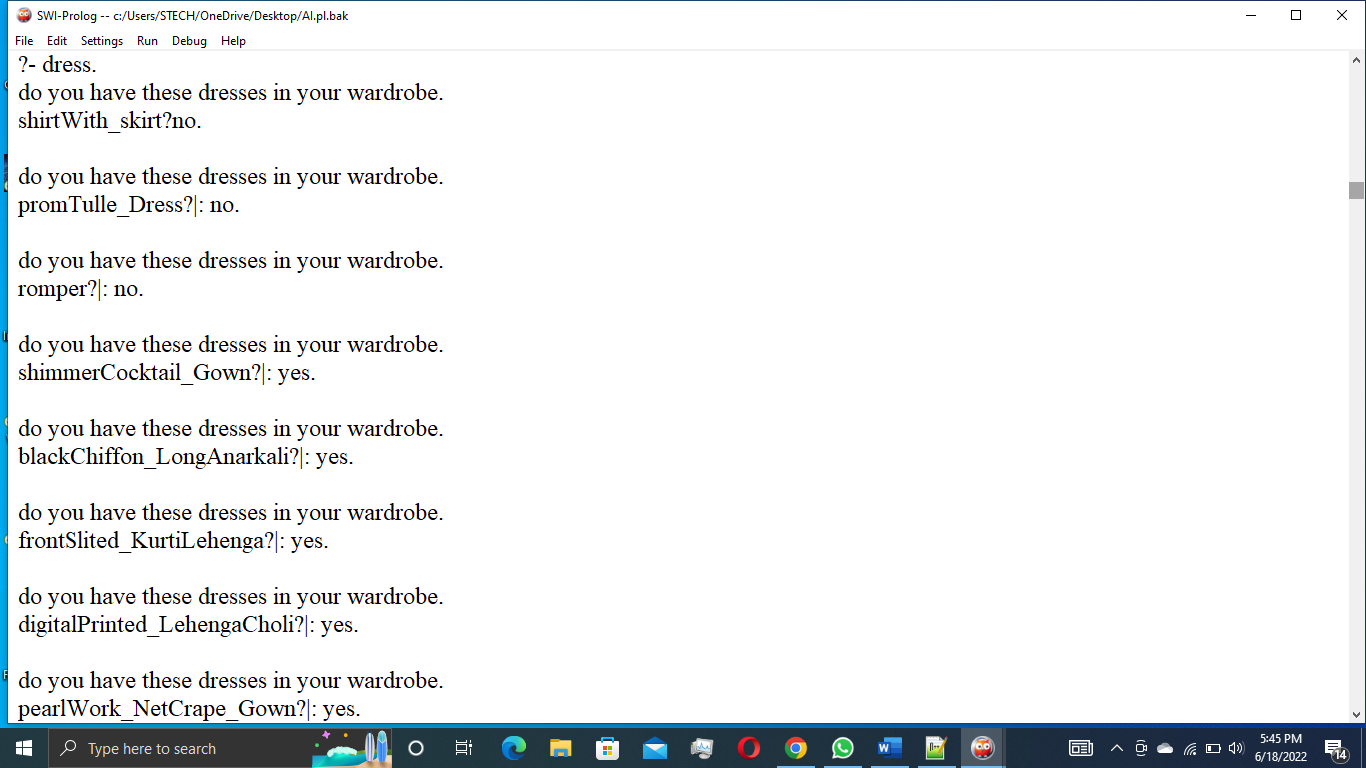 SWI-Prolog -- c:/Users/STECH/OneDrive/Desktop/AI.pl.bak
File Edit Settings Run Debug Help
?- dress.
do you have these dresses in your wardrobe.
shirtWith_skirt?no.
do you have these dresses in your wardrobe.
promTulle_Dress?|: no.
do you have these dresses in your wardrobe.
romper?|: no.
do you have these dresses in your wardrobe.
shimmerCocktail_Gown?|: yes.
do you have these dresses in your wardrobe.
blackChiffon_LongAnarkali?|: yes.
do you have these dresses in your wardrobe.
frontSlited_KurtiLehenga?|: yes.
do you have these dresses in your wardrobe.
digitalPrinted_LehengaCholi?|: yes.
do you have these dresses in your wardrobe.
pearlWork_NetCrape_Gown?|: yes.
Type here to search
5:45 PM
6/18/2022
14